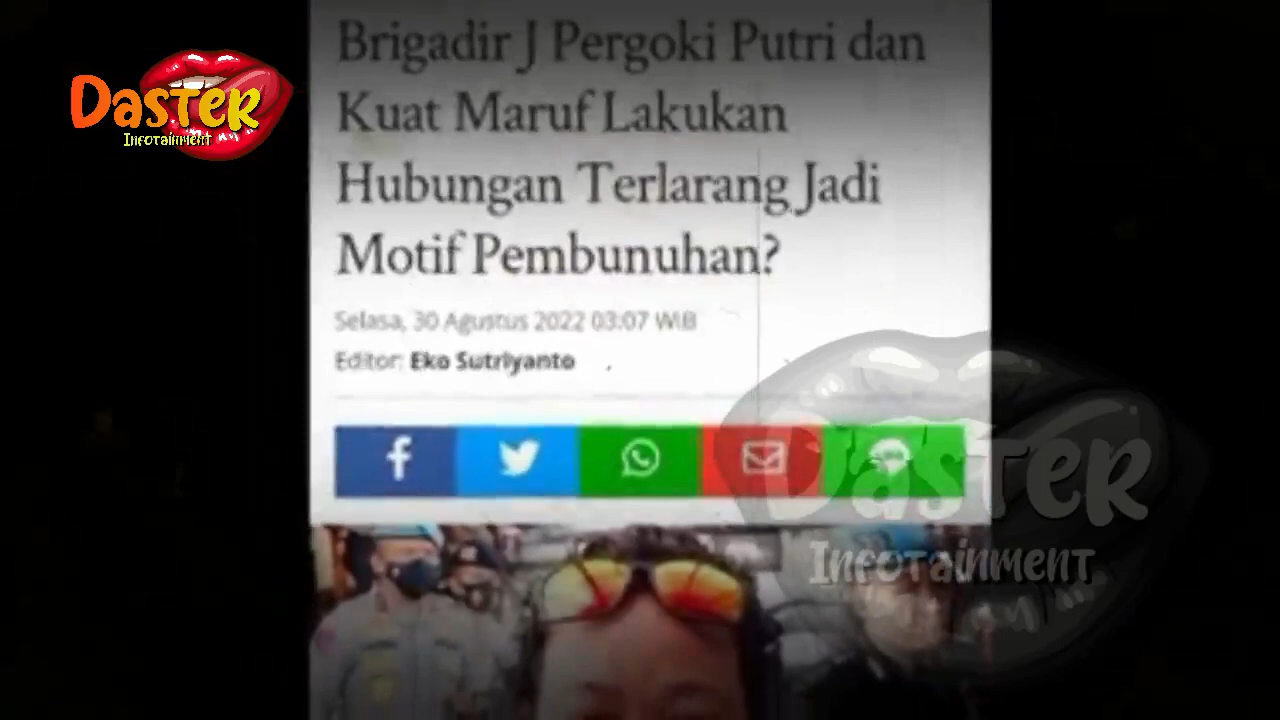 Daster
Infotainment
Brigadir J Pergoki Putri dan
Kuat Maruf Lakukan
Hubungan Terlarang Jadi
Motif Pembunuhan?
Selasa, 30 Agustus 2022 03:07 WIB
Editor: Eko Sutriyanto
Daster
Infotainment